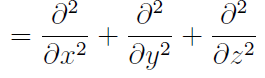 = ∂²/∂x² + ∂²/∂y² + ∂²/∂z²